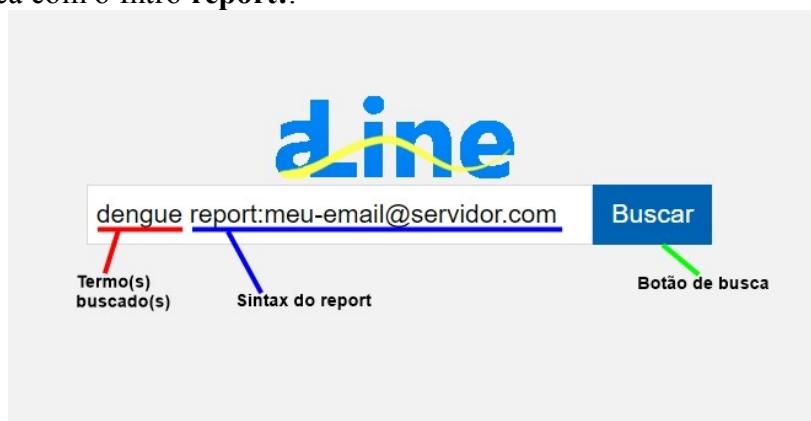 com o filtro report:.
aLine
dengue report:meu-email@servidor.com
Buscar
Termo(s)
buscado(s)
Sintax do report
Botão de busca